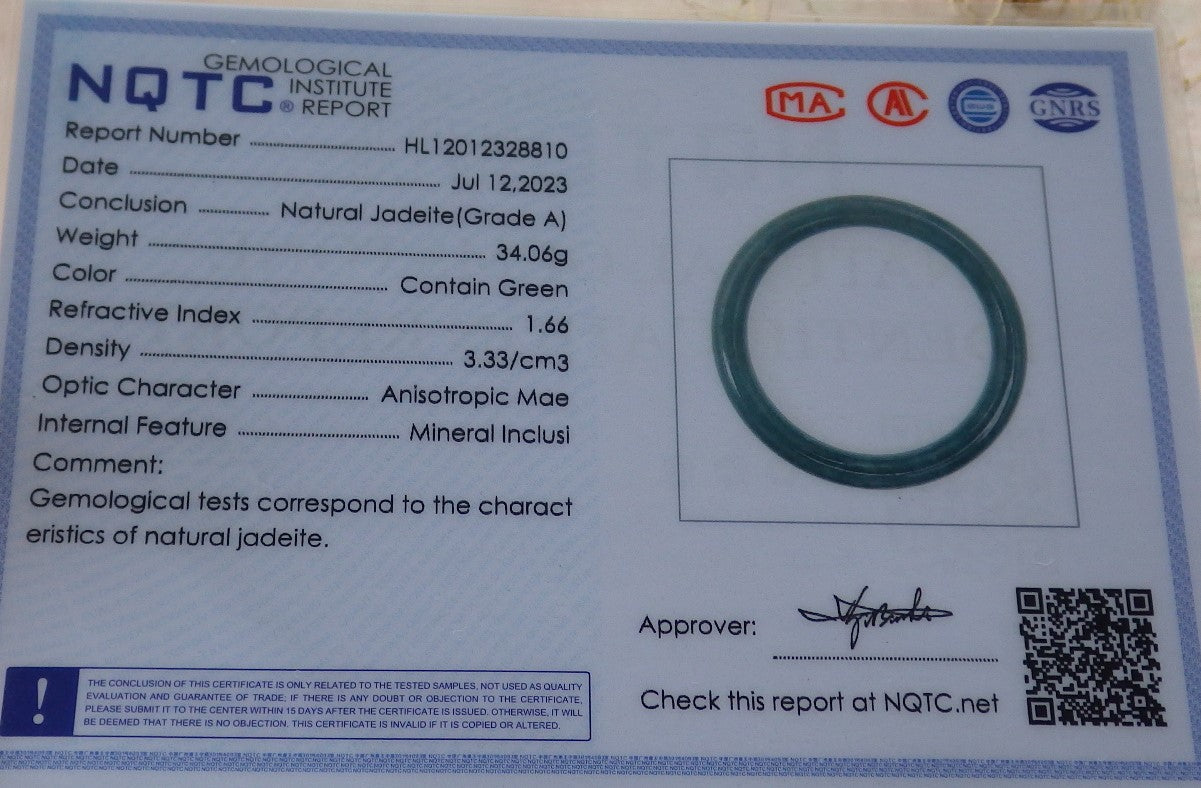 NQTC® GEMOLOGICAL INSTITUTE REPORT
MA
GNRS
Report Number HL12012328810
Date Jul 12,2023
Conclusion Natural Jadeite(Grade A)
Weight 34.06g
Color Contain Green
Refractive Index 1.66
Density 3.33/cm3
Optic Character Anisotropic Mae
Internal Feature Mineral Inclusi
Comment:
Gemological tests correspond to the charact
eristics of natural jadeite.
Approver:
Check this report at NQTC.net
!
THE CONCLUSION OF THIS CERTIFICATE IS ONLY RELATED TO THE TESTED SAMPLES, NOT USED AS QUALITY
EVALUATION AND GUARANTEE OF TRADE; IF THERE IS ANY DOUBT OR OBJECTION TO THE CERTIFICATE,
PLEASE SUBMIT IT TO THE CENTER WITHIN 15 DAYS AFTER THE CERTIFICATE IS ISSUED. OTHERWISE, IT WILL
BE DEEMED THAT THERE IS NO OBJECTION. THIS CERTIFICATE IS INVALID IF IT IS COPIED OR ALTERED.